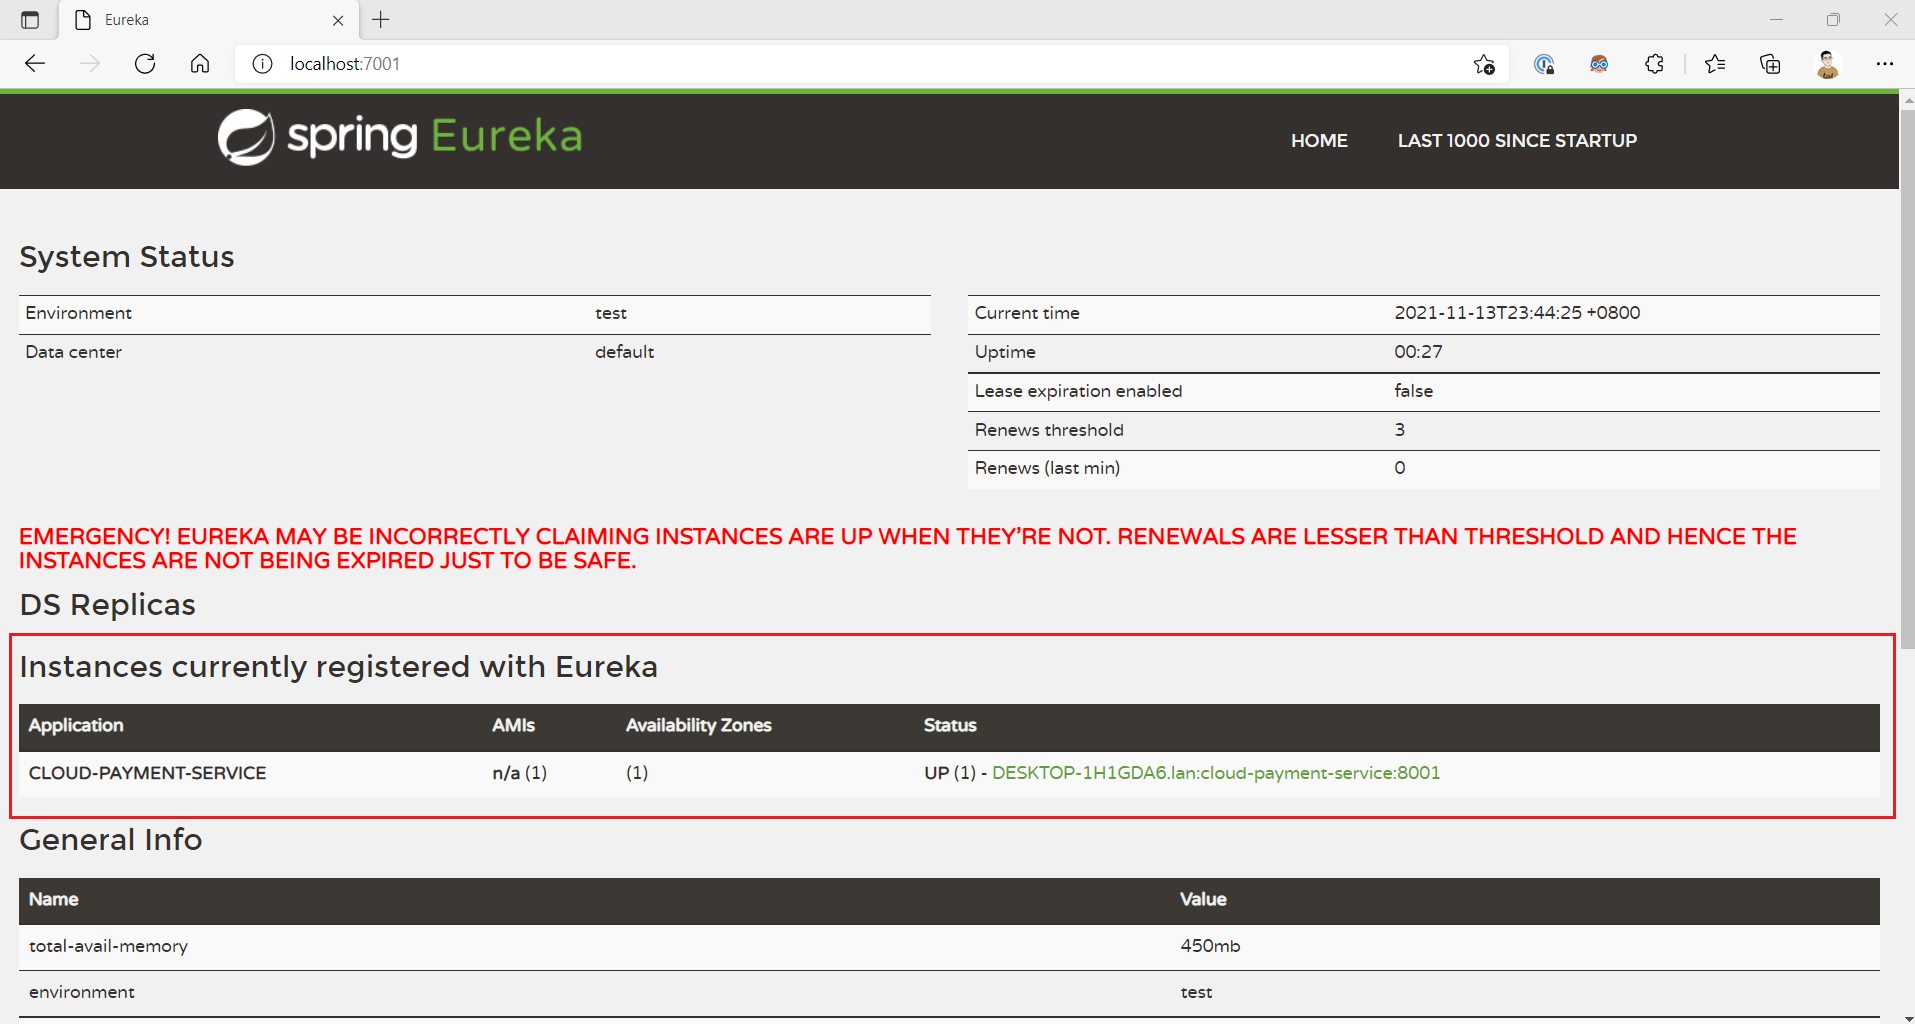 Eureka
localhost:7001
spring Eureka
HOME LAST 1000 SINCE STARTUP
System Status
Environment test
Data center default
Current time 2021-11-13T23:44:25 +0800
Uptime 00:27
Lease expiration enabled false
Renews threshold 3
Renews (last min) 0
EMERGENCY! EUREKA MAY BE INCORRECTLY CLAIMING INSTANCES ARE UP WHEN THEY'RE NOT. RENEWALS ARE LESSER THAN THRESHOLD AND HENCE THE
INSTANCES ARE NOT BEING EXPIRED JUST TO BE SAFE.
DS Replicas
Instances currently registered with Eureka
Application AMIs Availability Zones Status
CLOUD-PAYMENT-SERVICE n/a (1) (1) UP (1) - DESKTOP-1H1GDA6.lan:cloud-payment-service:8001
General Info
Name Value
total-avail-memory 450mb
environment test